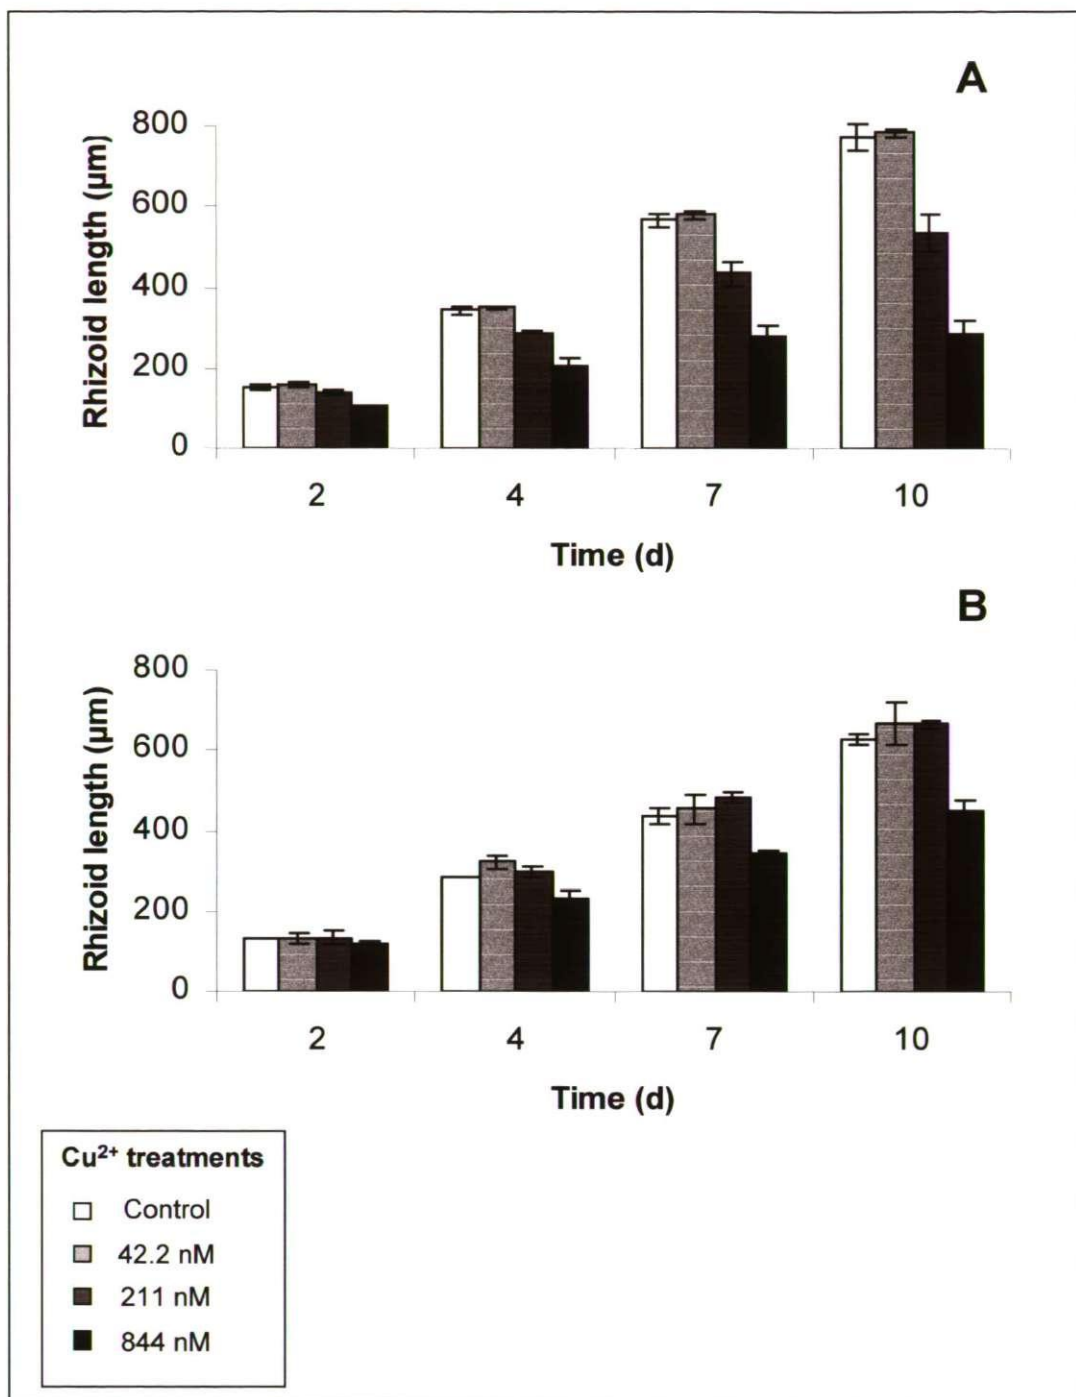 A
Rhizoid length (µm)
800
600
400
200
0
2 4 7 10
Time (d)
B
Rhizoid length (µm)
800
600
400
200
0
2 4 7 10
Time (d)
Cu²⁺ treatments
Control
42.2 nM
211 nM
844 nM